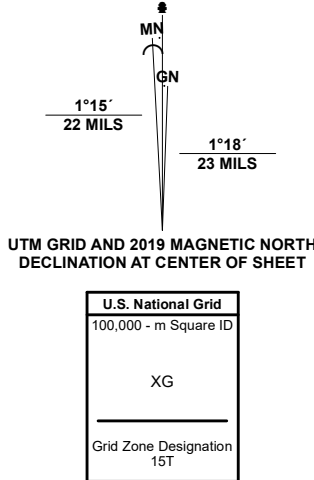 MN
GN
1°15´
22 MILS
1°18´
23 MILS
UTM GRID AND 2019 MAGNETIC NORTH
DECLINATION AT CENTER OF SHEET
U.S. National Grid
100,000 - m Square ID
XG
Grid Zone Designation
15T